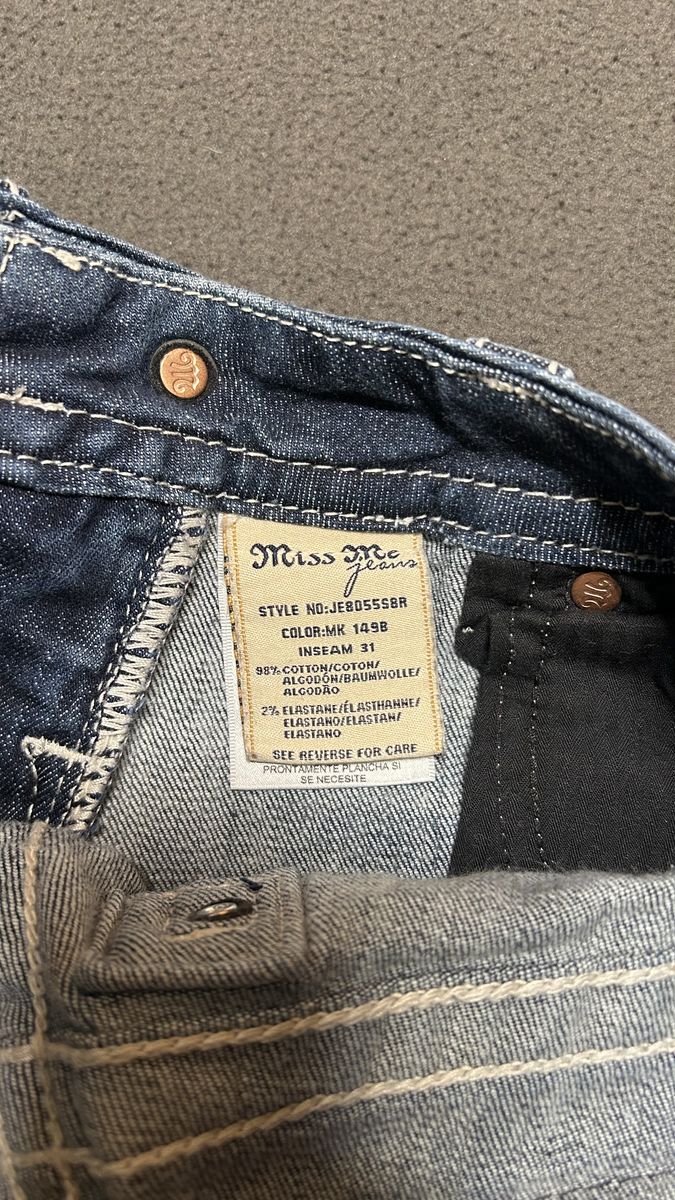 Miss Me
jeans
STYLE NO:JE8055S8R
COLOR:MK 149B
INSEAM 31
98% COTTON/COTON/
ALGODÓN/BAUMWOLLE/
ALGODÃO
2% ELASTANE/ÉLASTHANNE/
ELASTANO/ELASTAN/
ELASTANO
SEE REVERSE FOR CARE
PRONTAMENTE PLANCHA SI
SE NECESITE